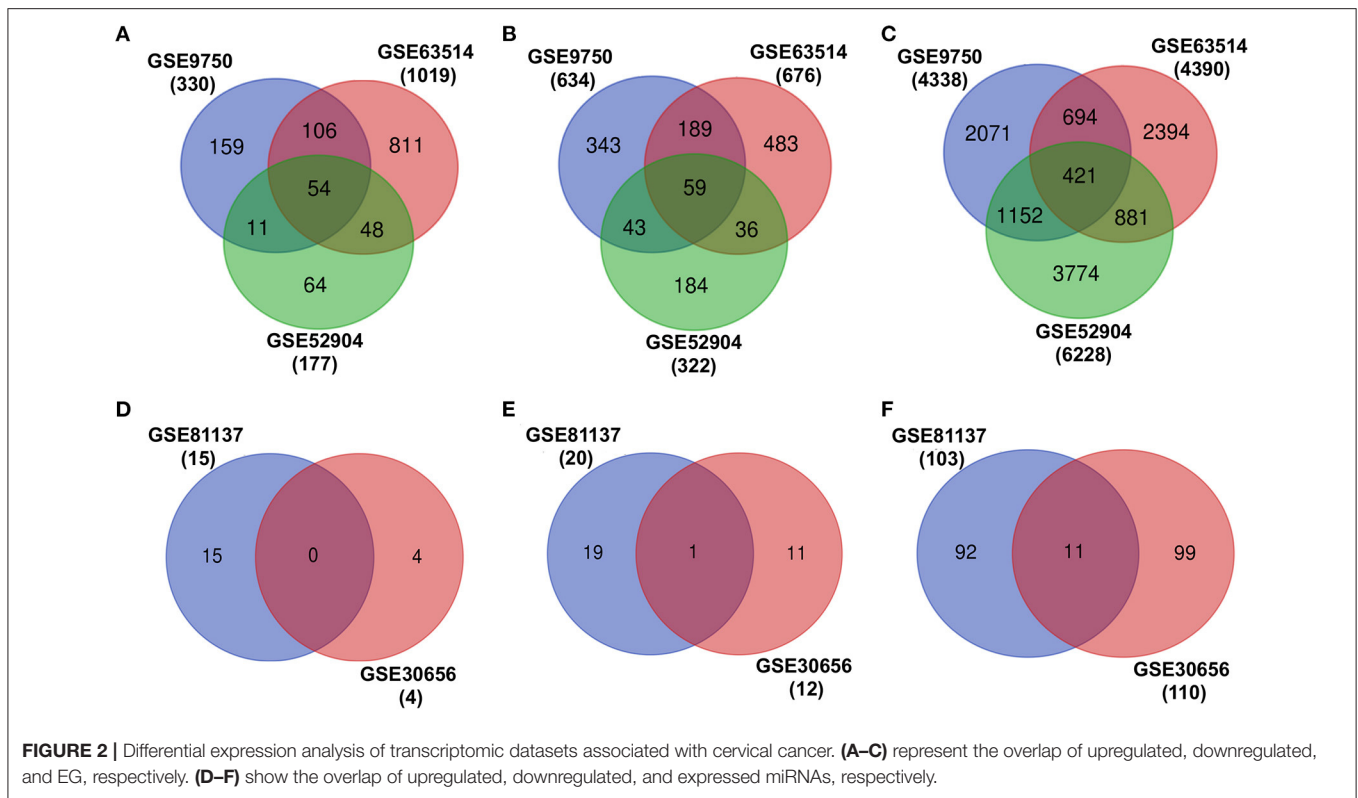 A
GSE9750
(330)
GSE63514
(1019)
159
106
811
54
11
48
64
GSE52904
(177)
B
GSE9750
(634)
GSE63514
(676)
343
189
483
59
43
36
184
GSE52904
(322)
C
GSE9750
(4338)
GSE63514
(4390)
2071
694
2394
421
1152
881
3774
GSE52904
(6228)
D
GSE81137
(15)
15
0
4
GSE30656
(4)
E
GSE81137
(20)
19
1
11
GSE30656
(12)
F
GSE81137
(103)
92
11
99
GSE30656
(110)
FIGURE 2 | Differential expression analysis of transcriptomic datasets associated with cervical cancer. (A–C) represent the overlap of upregulated, downregulated,
and EG, respectively. (D–F) show the overlap of upregulated, downregulated, and expressed miRNAs, respectively.